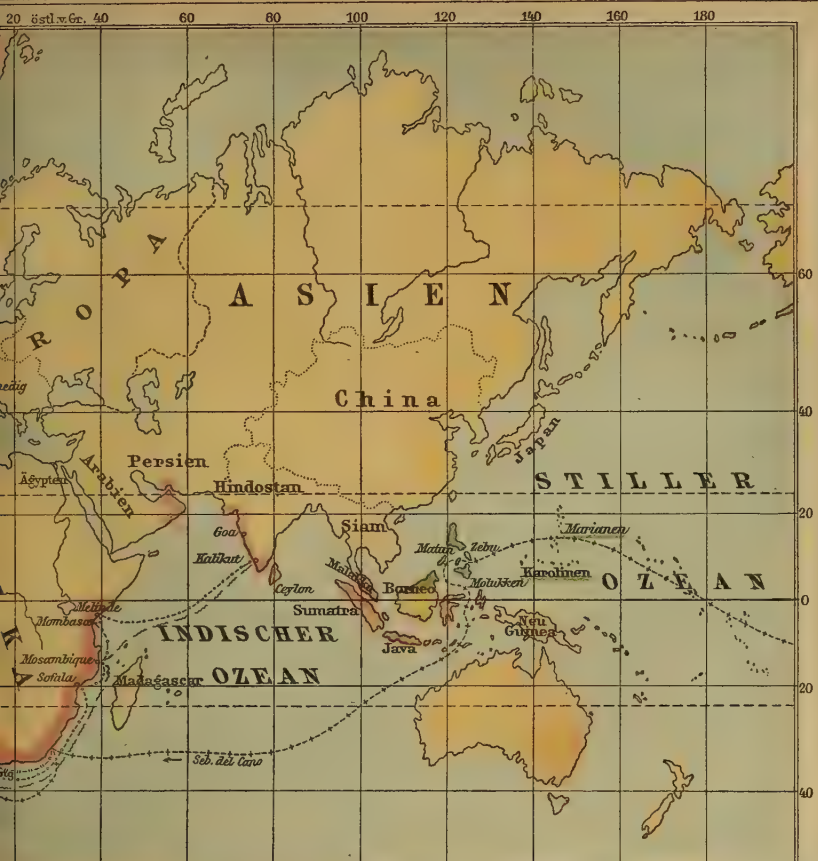 20 östl.v.Gr. 40 60 80 100 120 140 160 180
60
ASIEN
ROPA
China
40
nedig
Japan
Persien
Arabien
Ägypten
Hindostan
STILLER
20
Siam
Goa
Marianen
Matan
Zebu
Kalikut
Malakka
Karolinen
Ceylon
Borneo
Molukken
OZEAN
0
Sumatra
Melinde
Mombasa
Neu
Guinea
INDISCHER
Java
KA
Mosambique
Sofala
Madagascar
OZEAN
20
Seb. del Cano
40